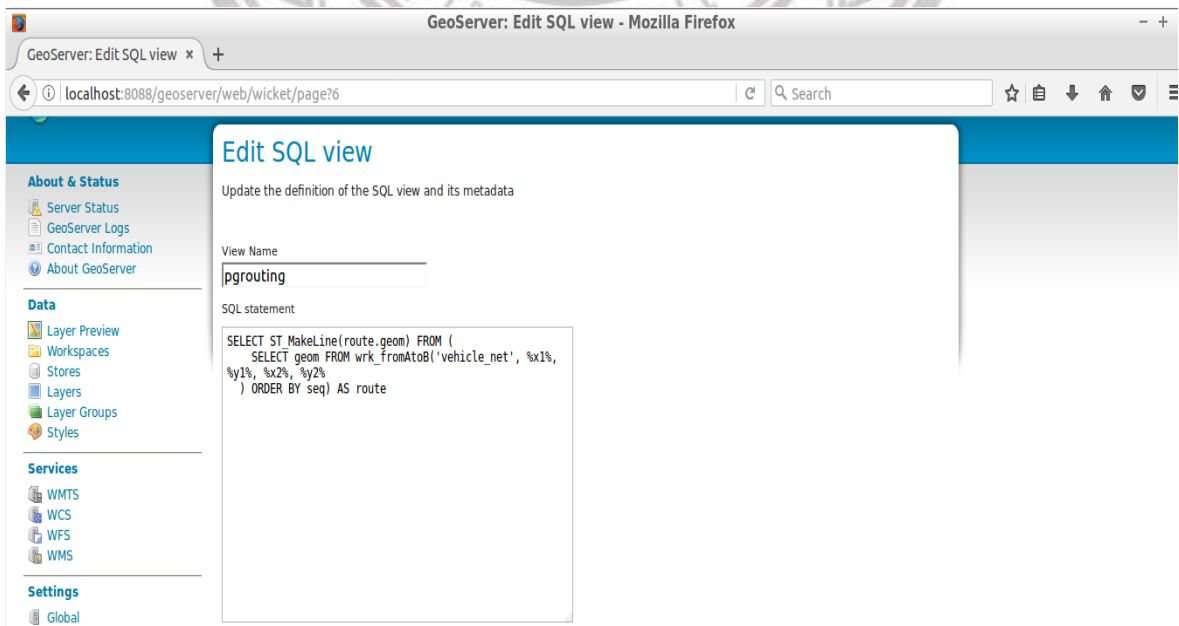 GeoServer: Edit SQL view - Mozilla Firefox
GeoServer: Edit SQL view × +
localhost:8088/geoserver/web/wicket/page?6
Search
Edit SQL view
Update the definition of the SQL view and its metadata
View Name
pgrouting
SQL statement
SELECT ST_MakeLine(route.geom) FROM (
SELECT geom FROM wrk_fromAtoB('vehicle_net', %x1%,
%y1%, %x2%, %y2%
) ORDER BY seq) AS route
About & Status
Server Status
GeoServer Logs
Contact Information
About GeoServer
Data
Layer Preview
Workspaces
Stores
Layers
Layer Groups
Styles
Services
WMTS
WCS
WFS
WMS
Settings
Global